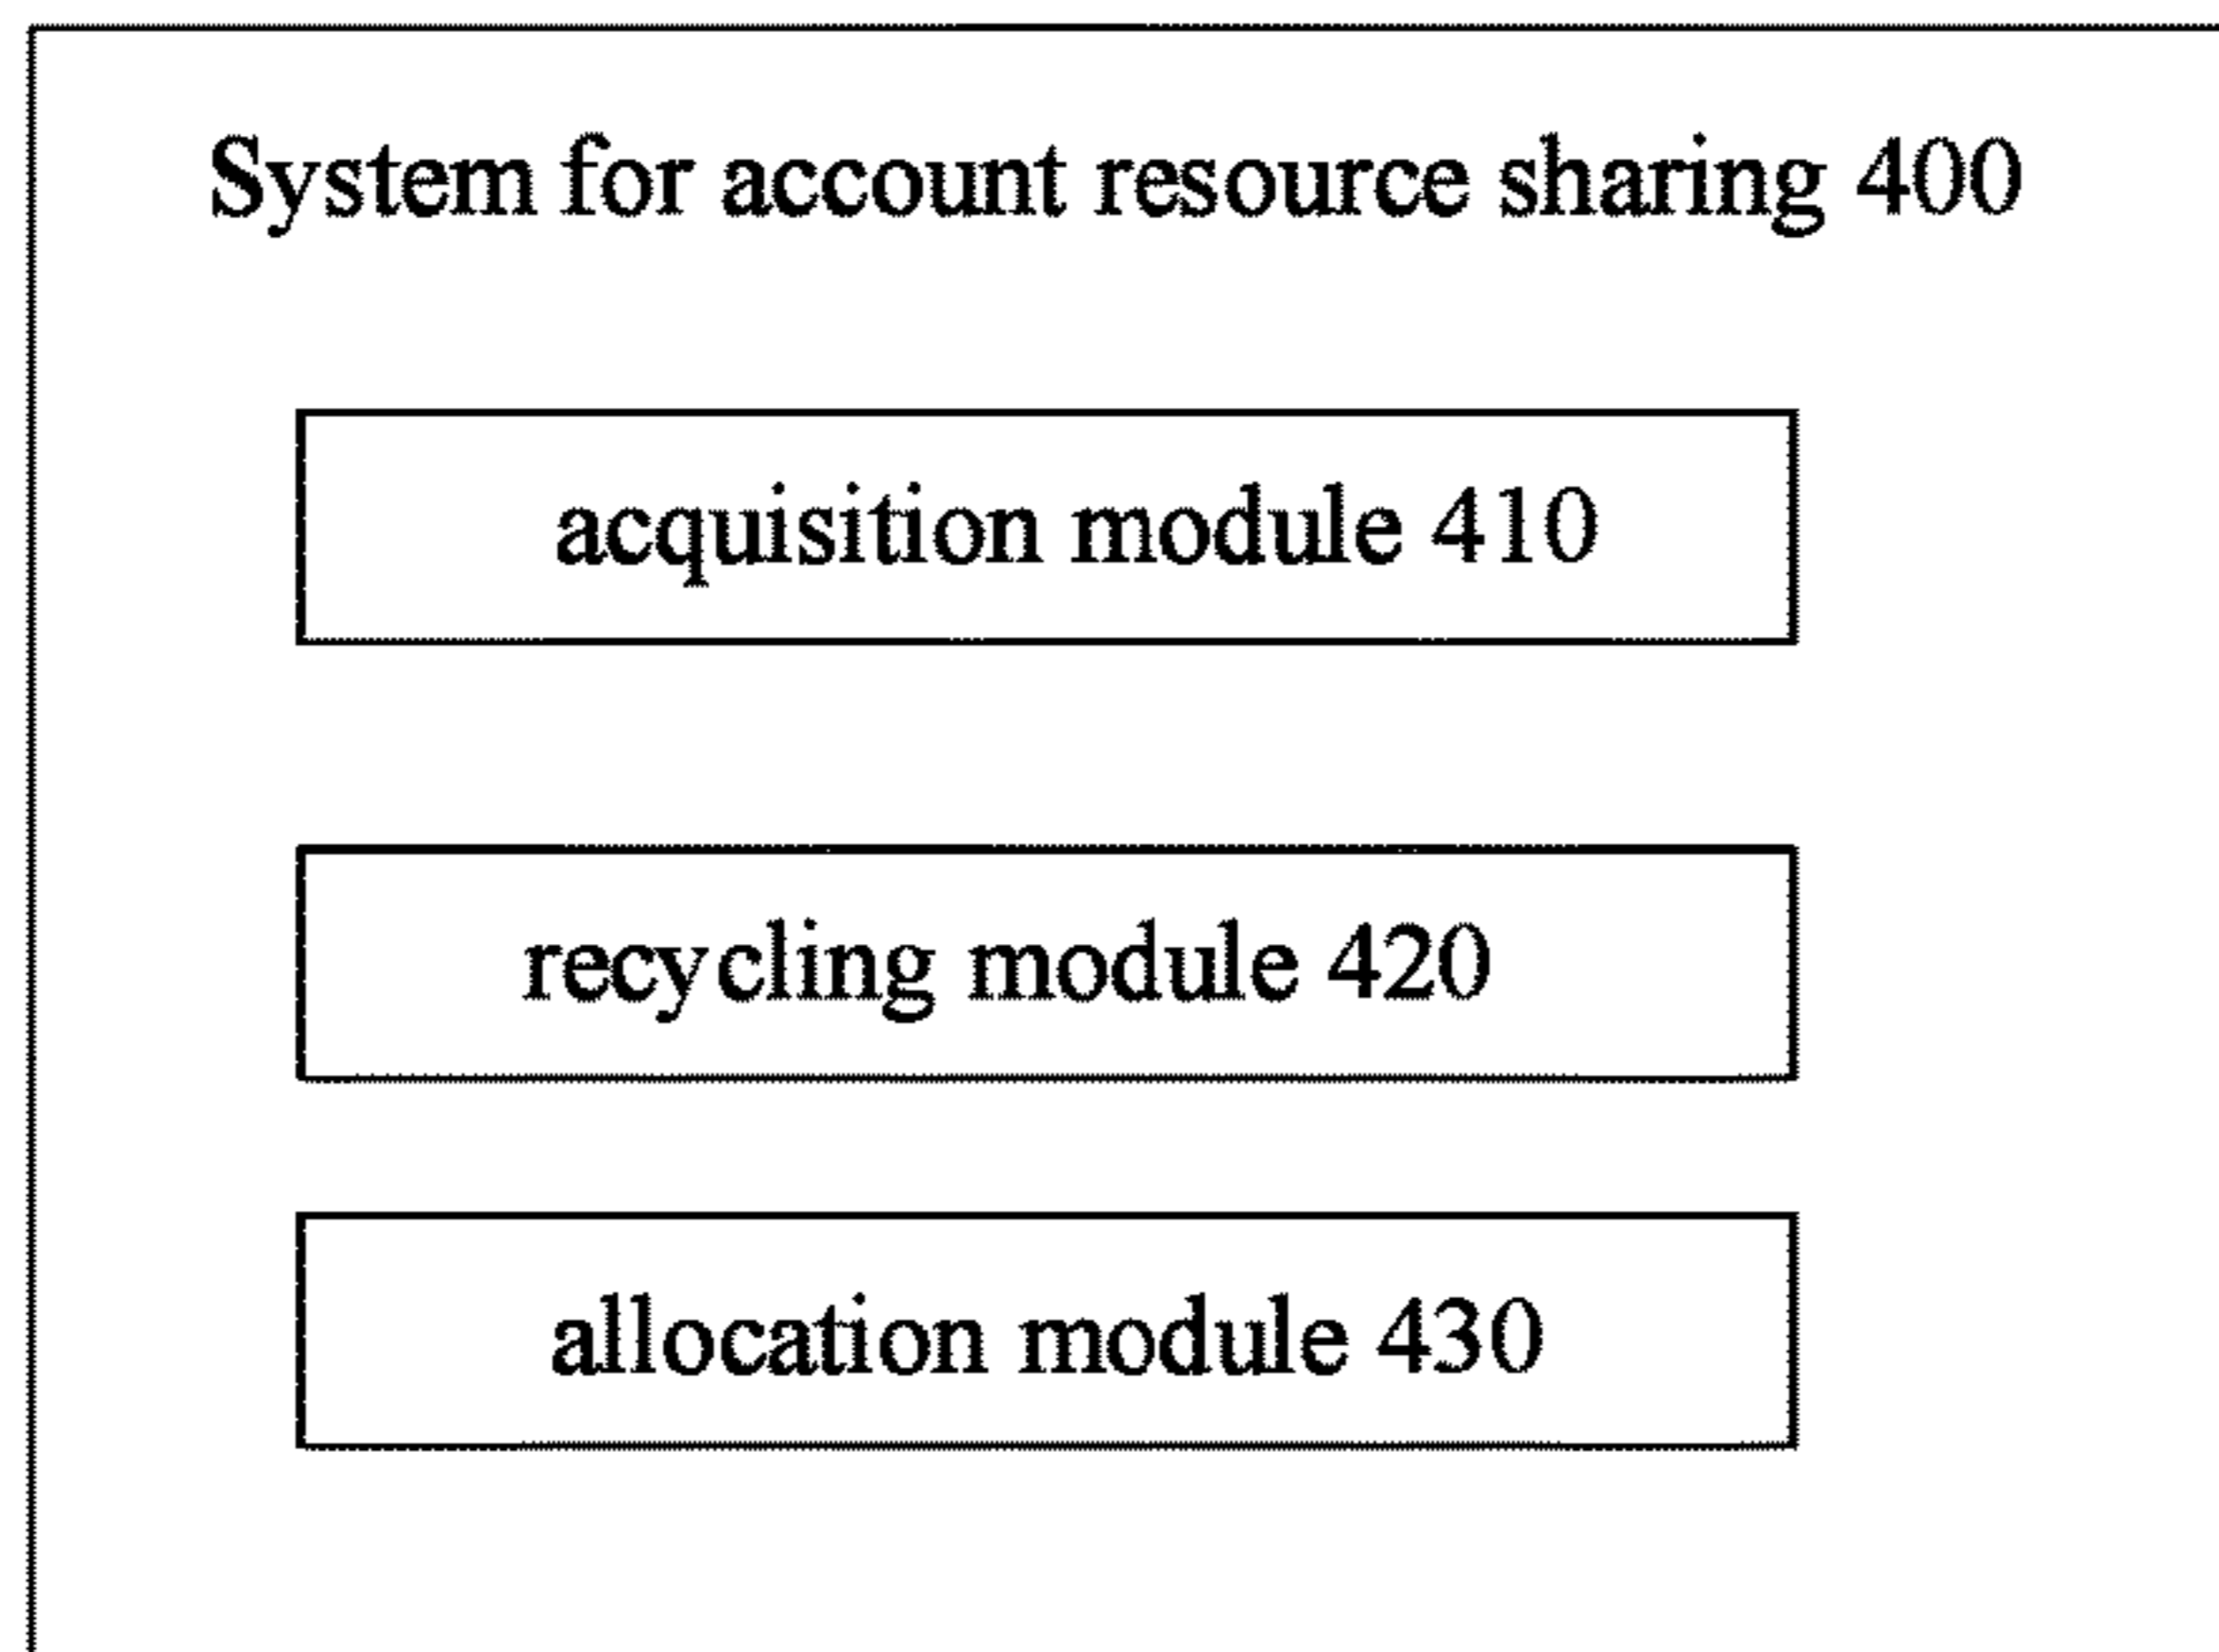 System for account resource sharing 400
acquisition module 410
recycling module 420
allocation module 430